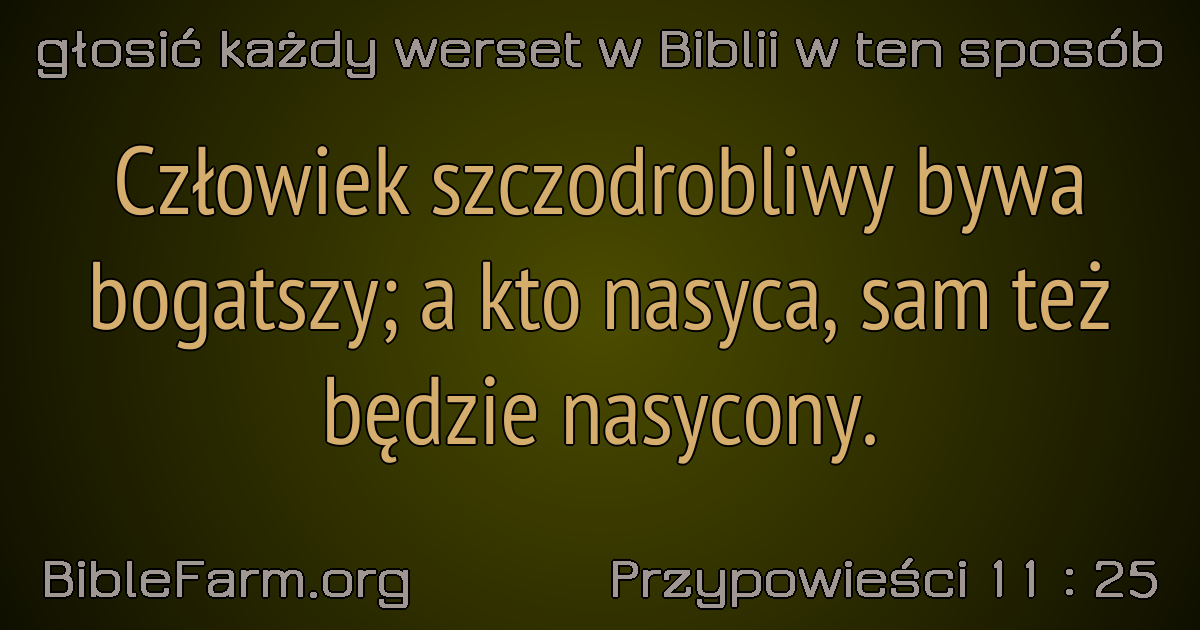 głosić każdy werset w Biblii w ten sposób
Człowiek szczodrobliwy bywa
bogatszy; a kto nasyca, sam też
będzie nasycony.
BibleFarm.org
Przypowieści 11 : 25